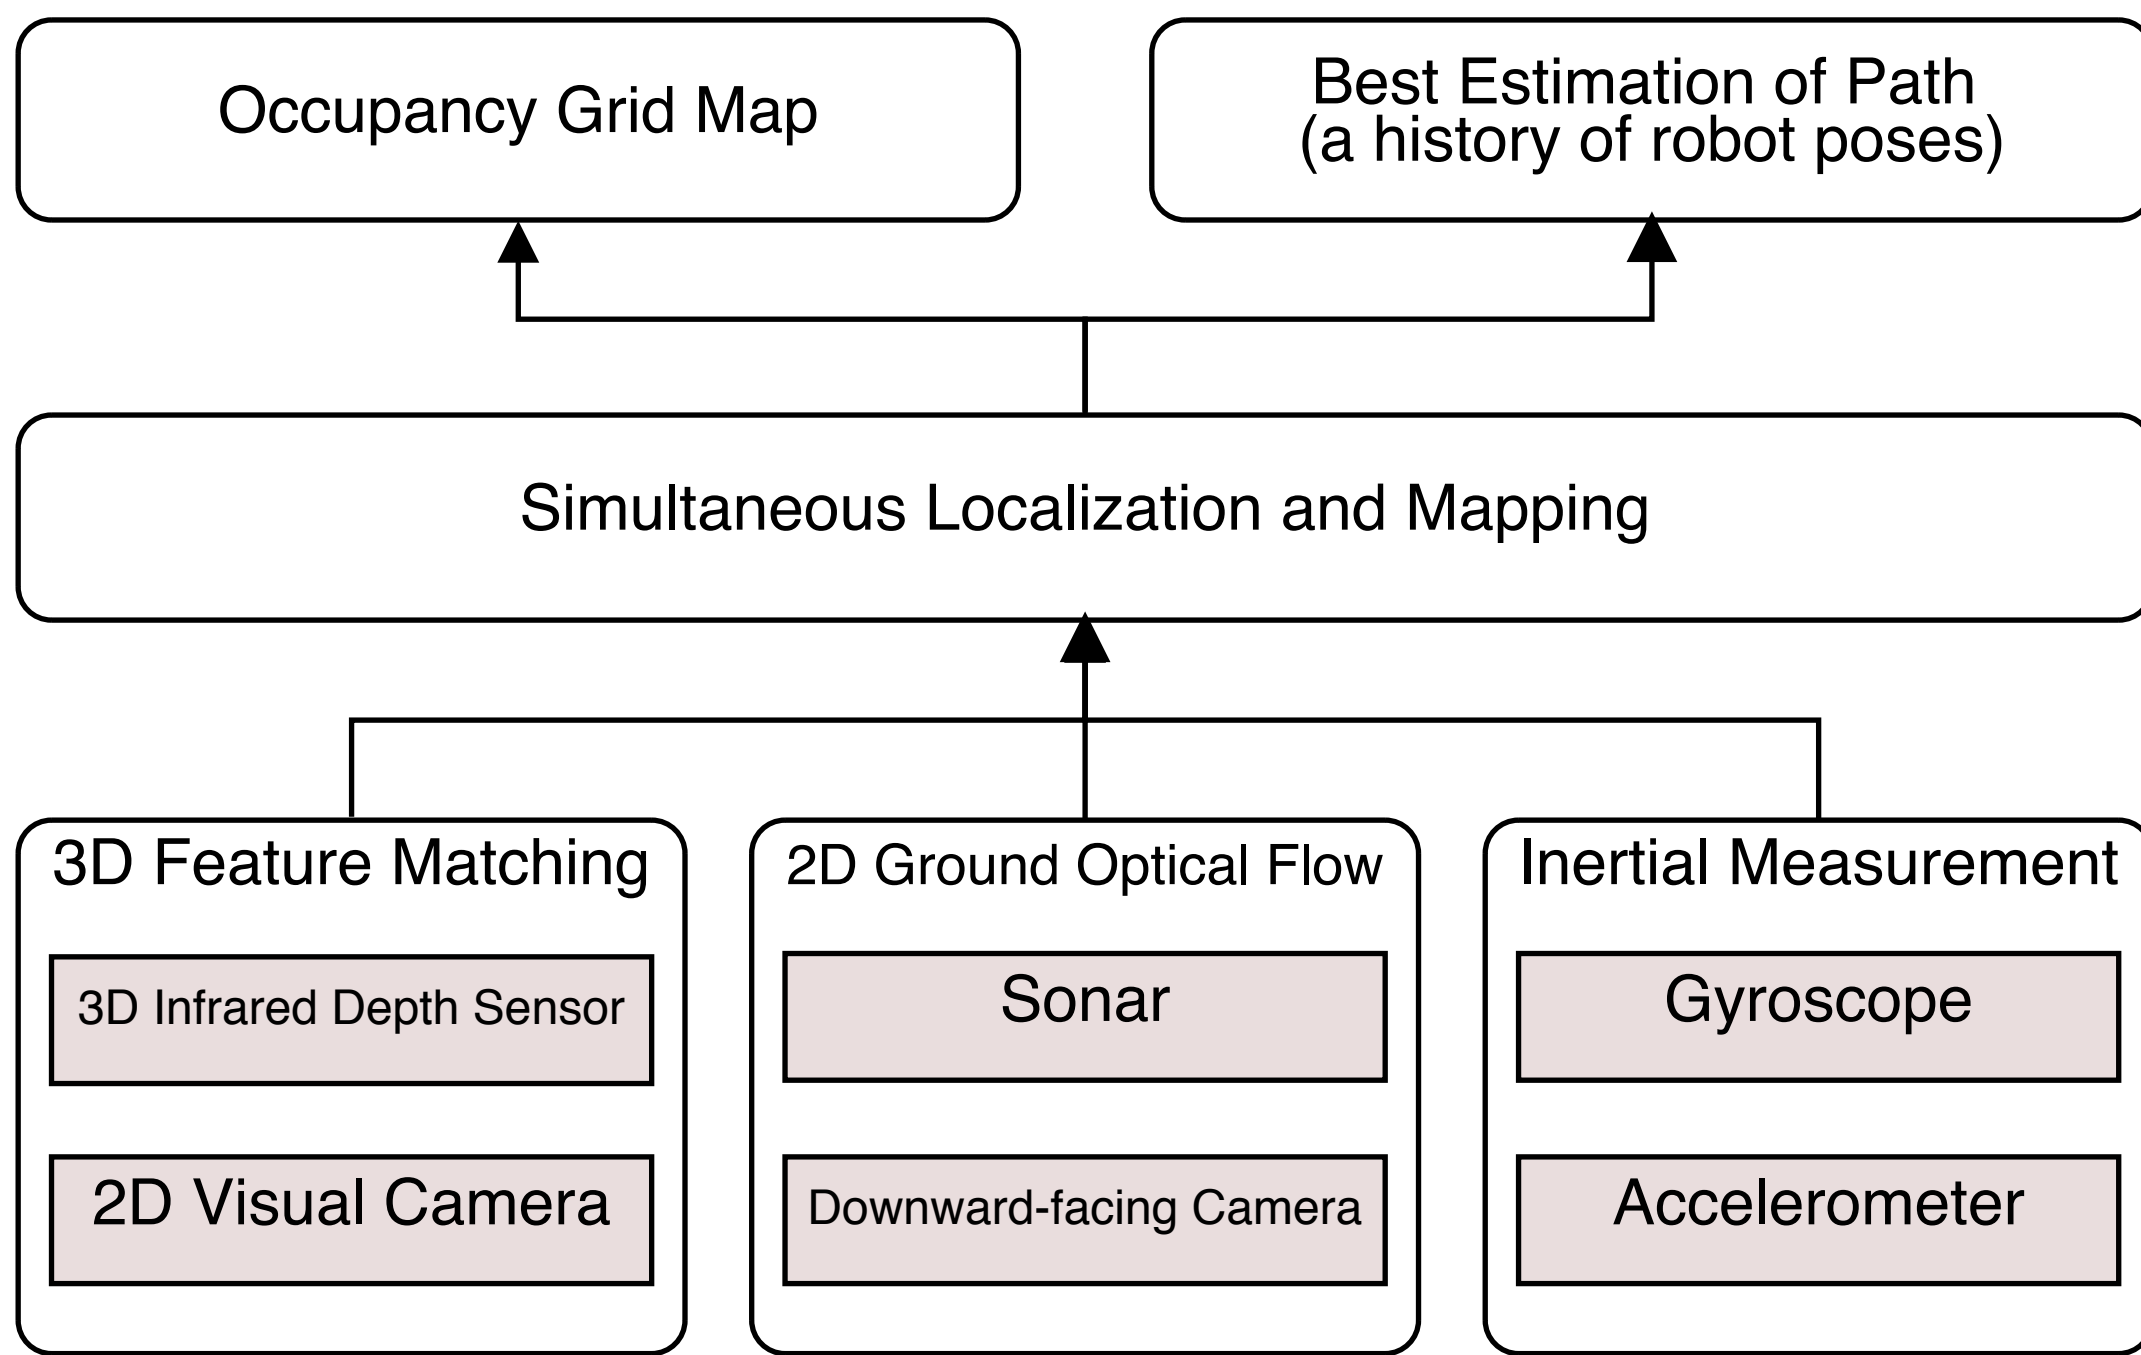 Occupancy Grid Map
Best Estimation of Path
(a history of robot poses)
Simultaneous Localization and Mapping
3D Feature Matching
3D Infrared Depth Sensor
2D Visual Camera
2D Ground Optical Flow
Sonar
Downward-facing Camera
Inertial Measurement
Gyroscope
Accelerometer